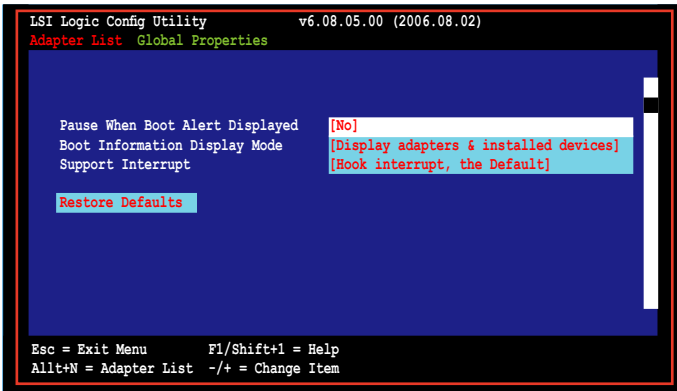 LSI Logic Config Utility v6.08.05.00 (2006.08.02)
Adapter List Global Properties
Pause When Boot Alert Displayed [No]
Boot Information Display Mode [Display adapters & installed devices]
Support Interrupt [Hook interrupt, the Default]
Restore Defaults
Esc = Exit Menu F1/Shift+1 = Help
Allt+N = Adapter List -/+ = Change Item